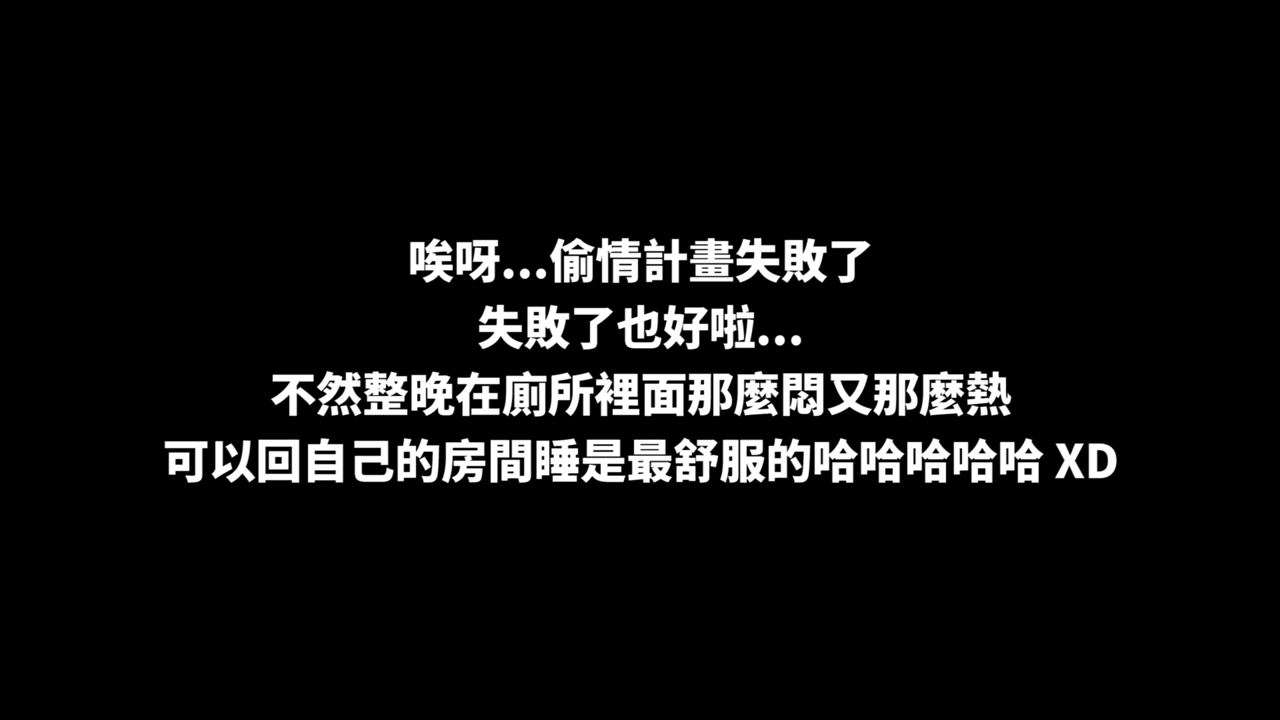 唉呀...偷情計畫失敗了
失敗了也好啦...
不然整晚在廁所裡面那麼悶又那麼熱
可以回自己的房間睡是最舒服的哈哈哈哈哈 XD